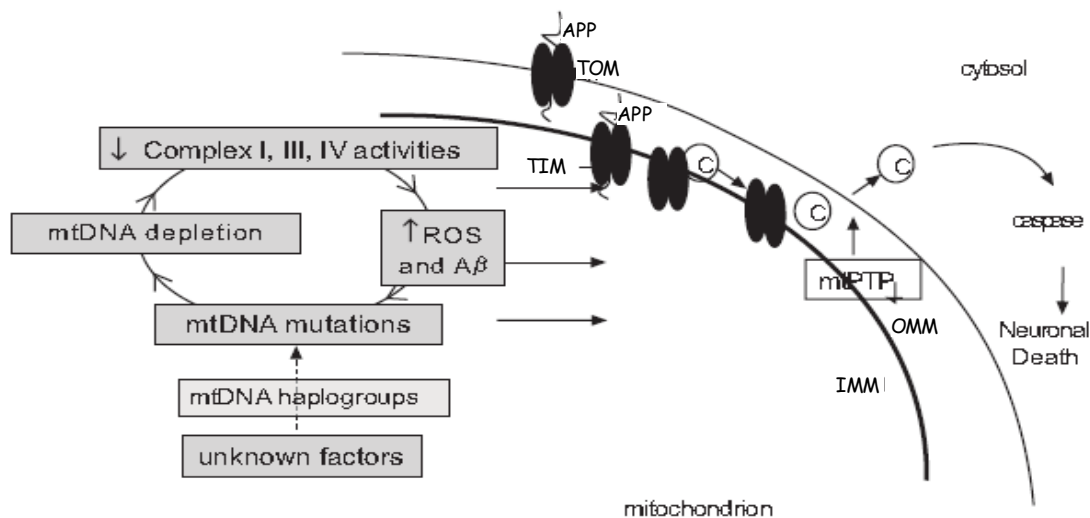 APP
TOM
cytosol
APP
↓ Complex I, III, IV activities
TIM
C
C
C
mtDNA depletion
↑ROS
and Aβ
caspase
mtPTP
mtDNA mutations
OMM
Neuronal
Death
IMM
mtDNA haplogroups
unknown factors
mitochondrion